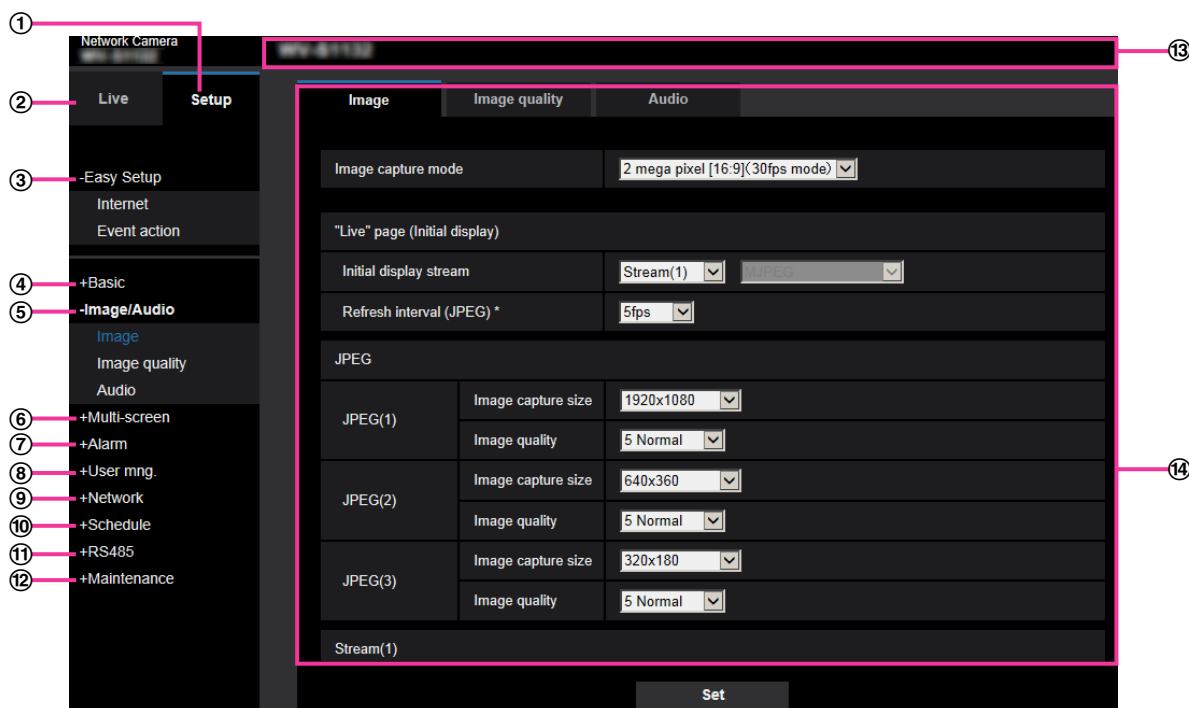 ①
Network Camera
⑬
② Live Setup
Image Image quality Audio
③ -Easy Setup
Internet
Event action
④ +Basic
⑤ -Image/Audio
Image
Image quality
Audio
⑥ +Multi-screen
⑦ +Alarm
⑧ +User mng.
⑨ +Network
⑩ +Schedule
⑪ +RS485
⑫ +Maintenance
Image capture mode 2 mega pixel [16:9](30fps mode)
"Live" page (Initial display)
Initial display stream Stream(1) MJPEG
Refresh interval (JPEG) * 5fps
JPEG
JPEG(1) Image capture size 1920x1080
Image quality 5 Normal
JPEG(2) Image capture size 640x360
Image quality 5 Normal
JPEG(3) Image capture size 320x180
Image quality 5 Normal
Stream(1)
⑭
Set